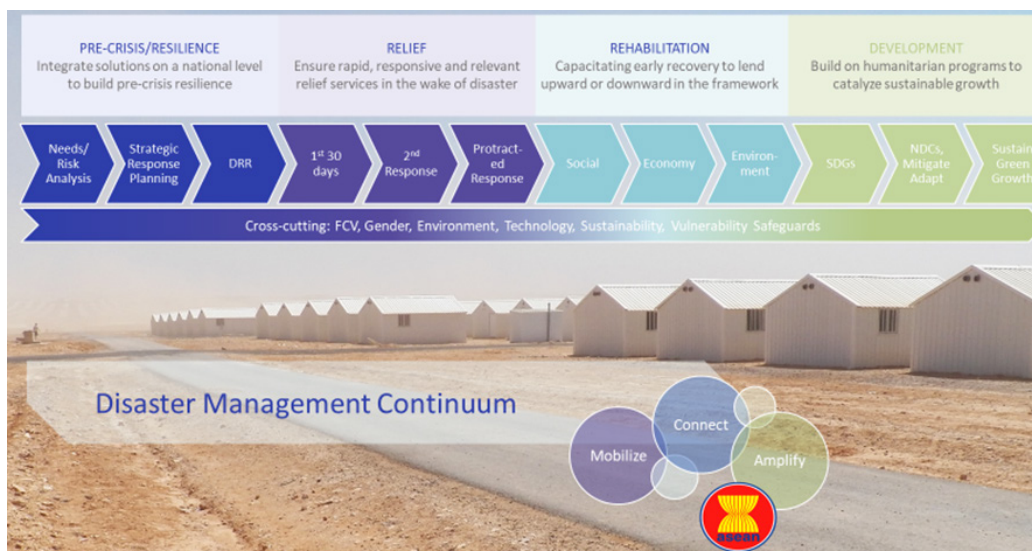 PRE-CRISIS/RESILIENCE
Integrate solutions on a national level
to build pre-crisis resilience
RELIEF
Ensure rapid, responsive and relevant
relief services in the wake of disaster
REHABILITATION
Capacitating early recovery to lend
upward or downward in the framework
DEVELOPMENT
Build on humanitarian programs to
catalyze sustainable growth
Needs/
Risk
Analysis
Strategic
Response
Planning
DRR
1st 30
days
2nd
Response
Protract-
ed
Response
Social
Economy
Environ-
ment
SDGs
NDCs,
Mitigate
Adapt
Sustain
Green
Growth
Cross-cutting: FCV, Gender, Environment, Technology, Sustainability, Vulnerability Safeguards
Disaster Management Continuum
Connect
Mobilize
Amplify
asean